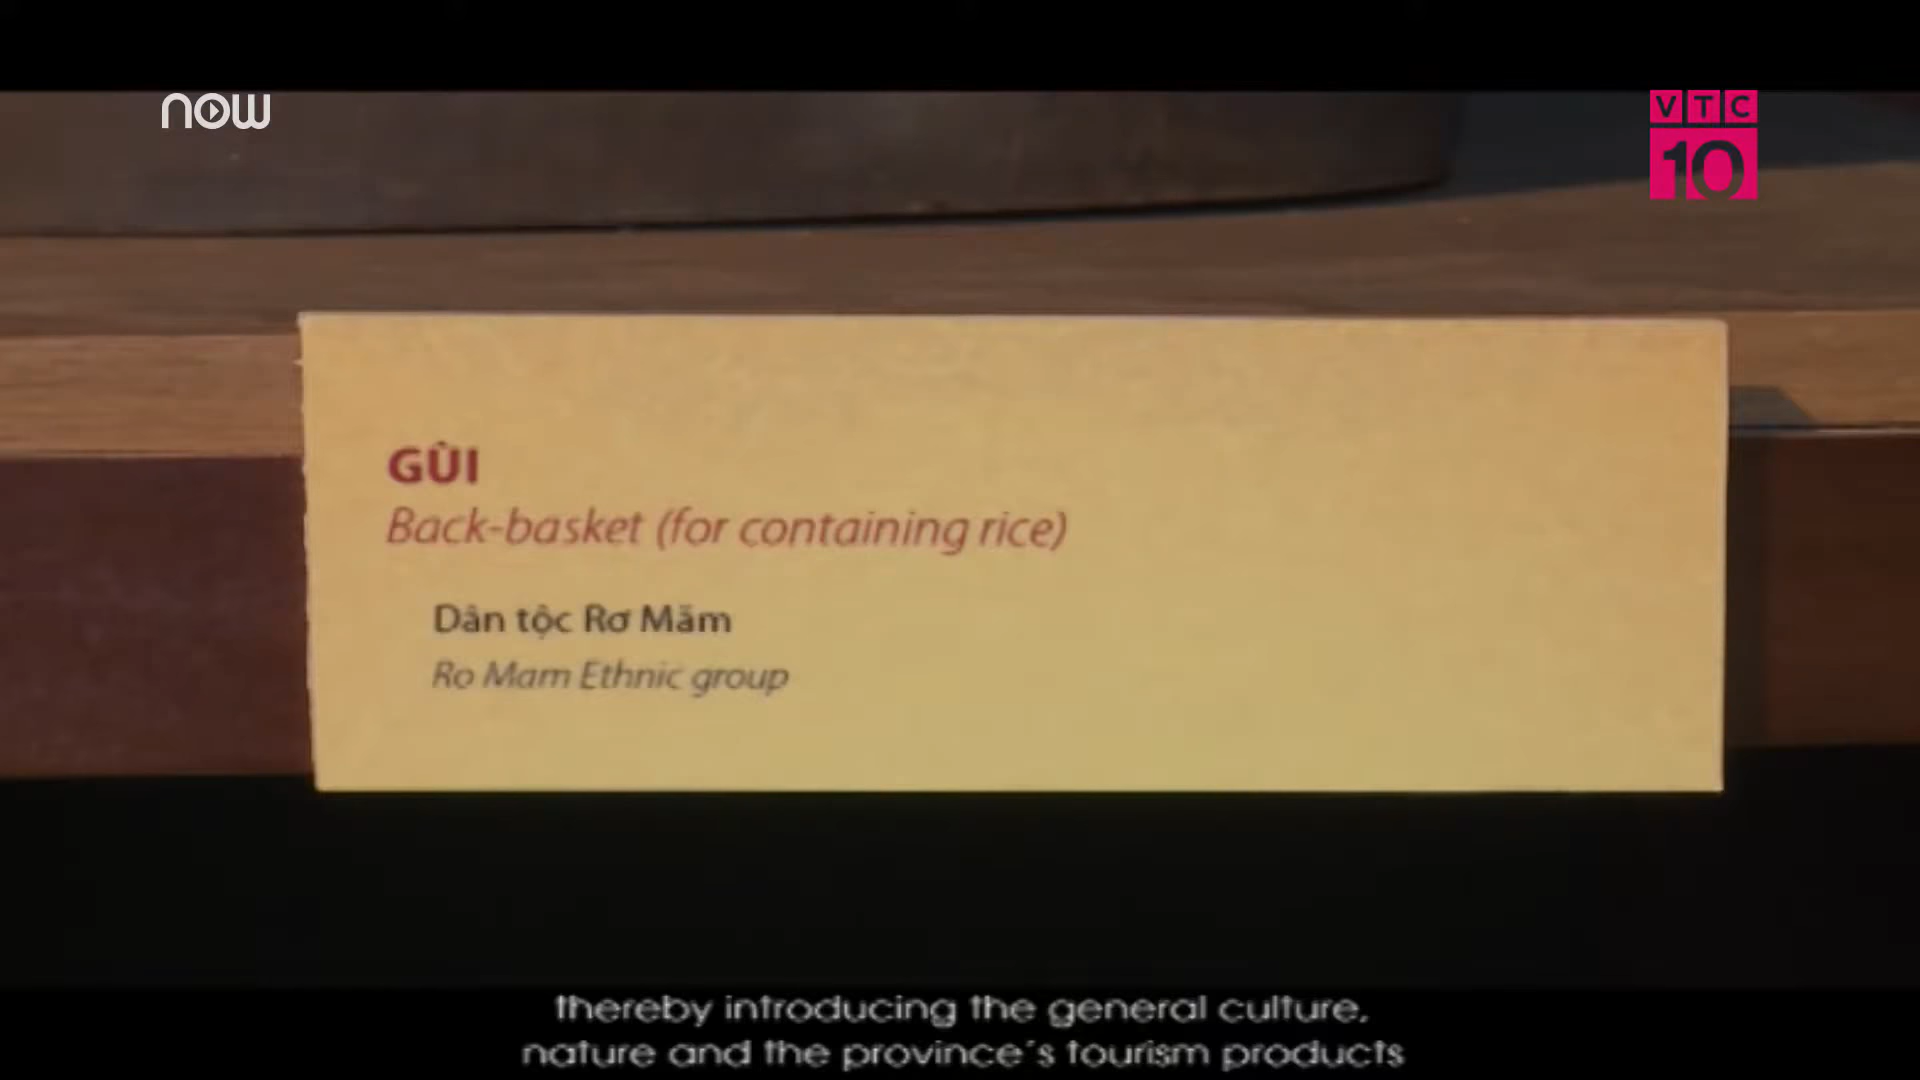 now
VTC
10
GÙI
Back-basket (for containing rice)
Dân tộc Rơ Măm
Ro Mam Ethnic group
thereby introducing the general culture,
nature and the province's tourism products